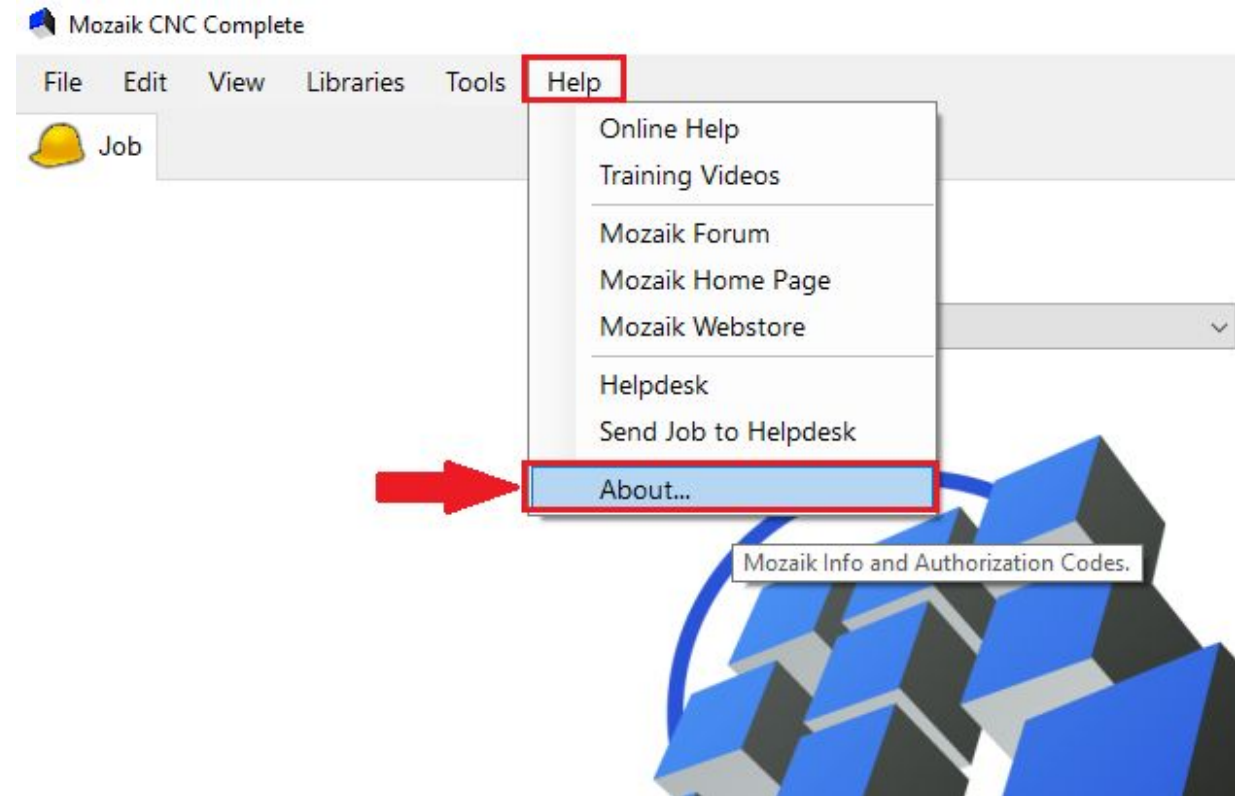 Mozaik CNC Complete
File Edit View Libraries Tools Help
Job
Online Help
Training Videos
Mozaik Forum
Mozaik Home Page
Mozaik Webstore
Helpdesk
Send Job to Helpdesk
About...
Mozaik Info and Authorization Codes.